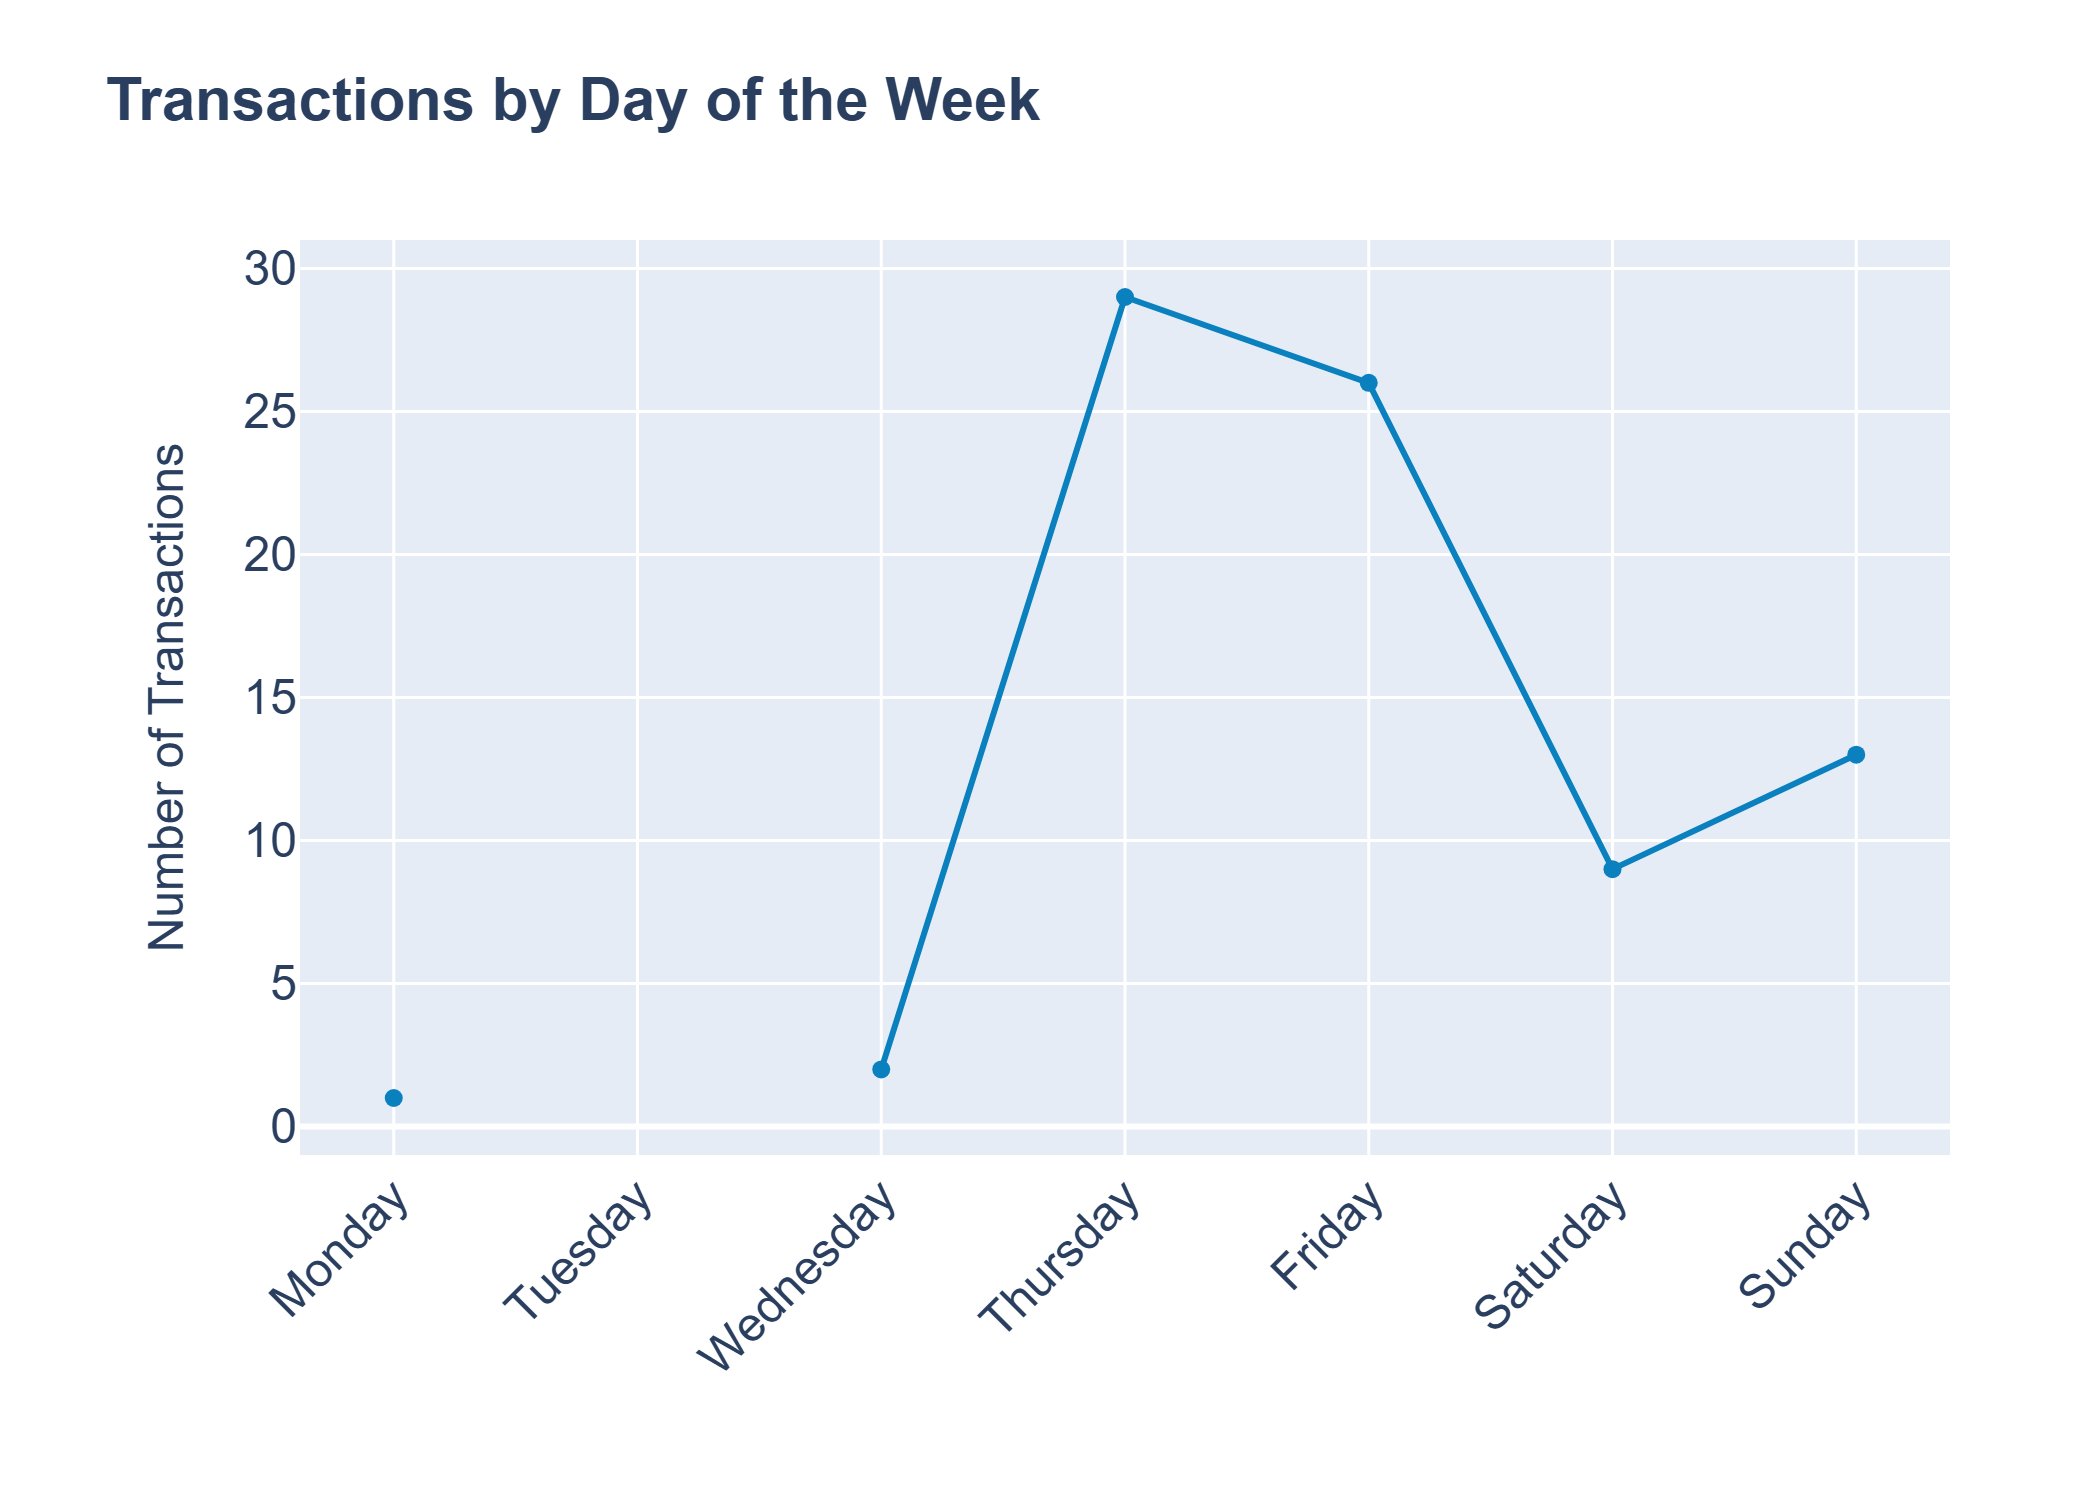 Transactions by Day of the Week
Number of Transactions
30
25
20
15
10
5
0
Monday
Tuesday
Wednesday
Thursday
Friday
Saturday
Sunday